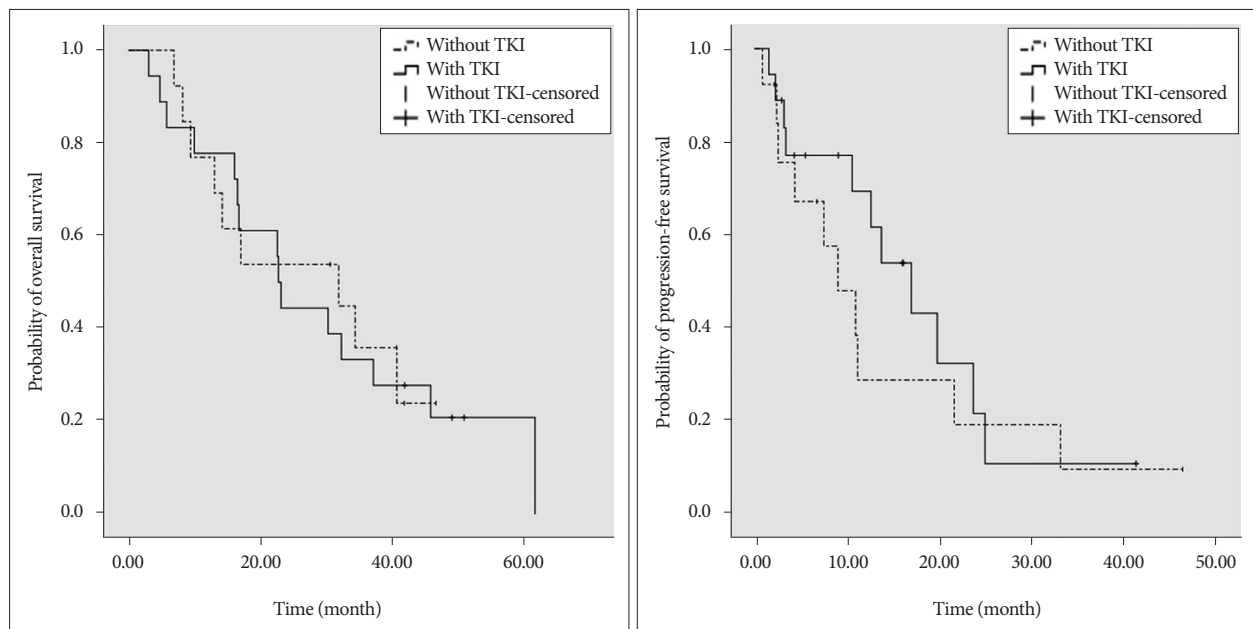 Probability of overall survival
1.0
0.8
0.6
0.4
0.2
0.0
Without TKI
With TKI
Without TKI-censored
With TKI-censored
0.00 20.00 40.00 60.00
Time (month)
Probability of progression-free survival
1.0
0.8
0.6
0.4
0.2
0.0
Without TKI
With TKI
Without TKI-censored
With TKI-censored
0.00 10.00 20.00 30.00 40.00 50.00
Time (month)